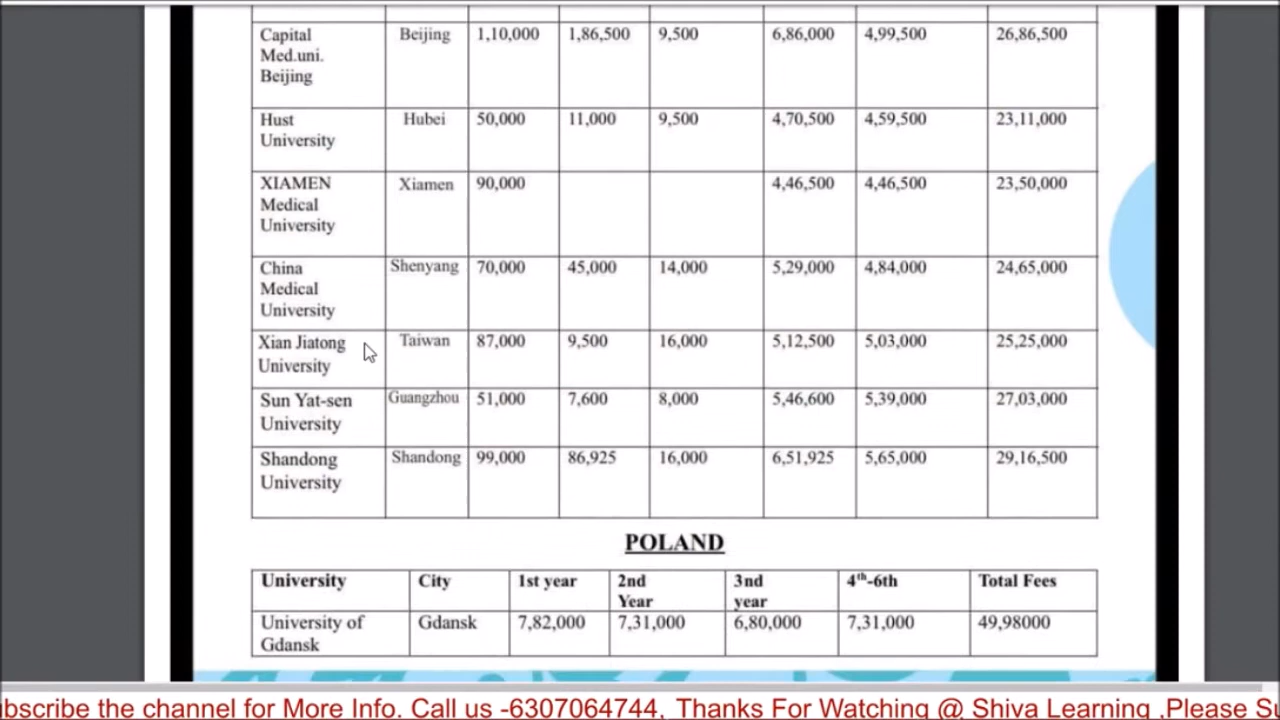 Capital Beijing 1,10,000 1,86,500 9,500 6,86,000 4,99,500 26,86,500
Med.uni.
Beijing
Hust Hubei 50,000 11,000 9,500 4,70,500 4,59,500 23,11,000
University
XIAMEN Xiamen 90,000 4,46,500 4,46,500 23,50,000
Medical
University
China Shenyang 70,000 45,000 14,000 5,29,000 4,84,000 24,65,000
Medical
University
Xian Jiatong Taiwan 87,000 9,500 16,000 5,12,500 5,03,000 25,25,000
University
Sun Yat-sen Guangzhou 51,000 7,600 8,000 5,46,600 5,39,000 27,03,000
University
Shandong Shandong 99,000 86,925 16,000 6,51,925 5,65,000 29,16,500
University
POLAND
University City 1st year 2nd 3nd 4th-6th Total Fees
Year year
University of Gdansk 7,82,000 7,31,000 6,80,000 7,31,000 49,98000
Gdansk
ubscribe the channel for More Info. Call us -6307064744, Thanks For Watching @ Shiva Learning .Please Su